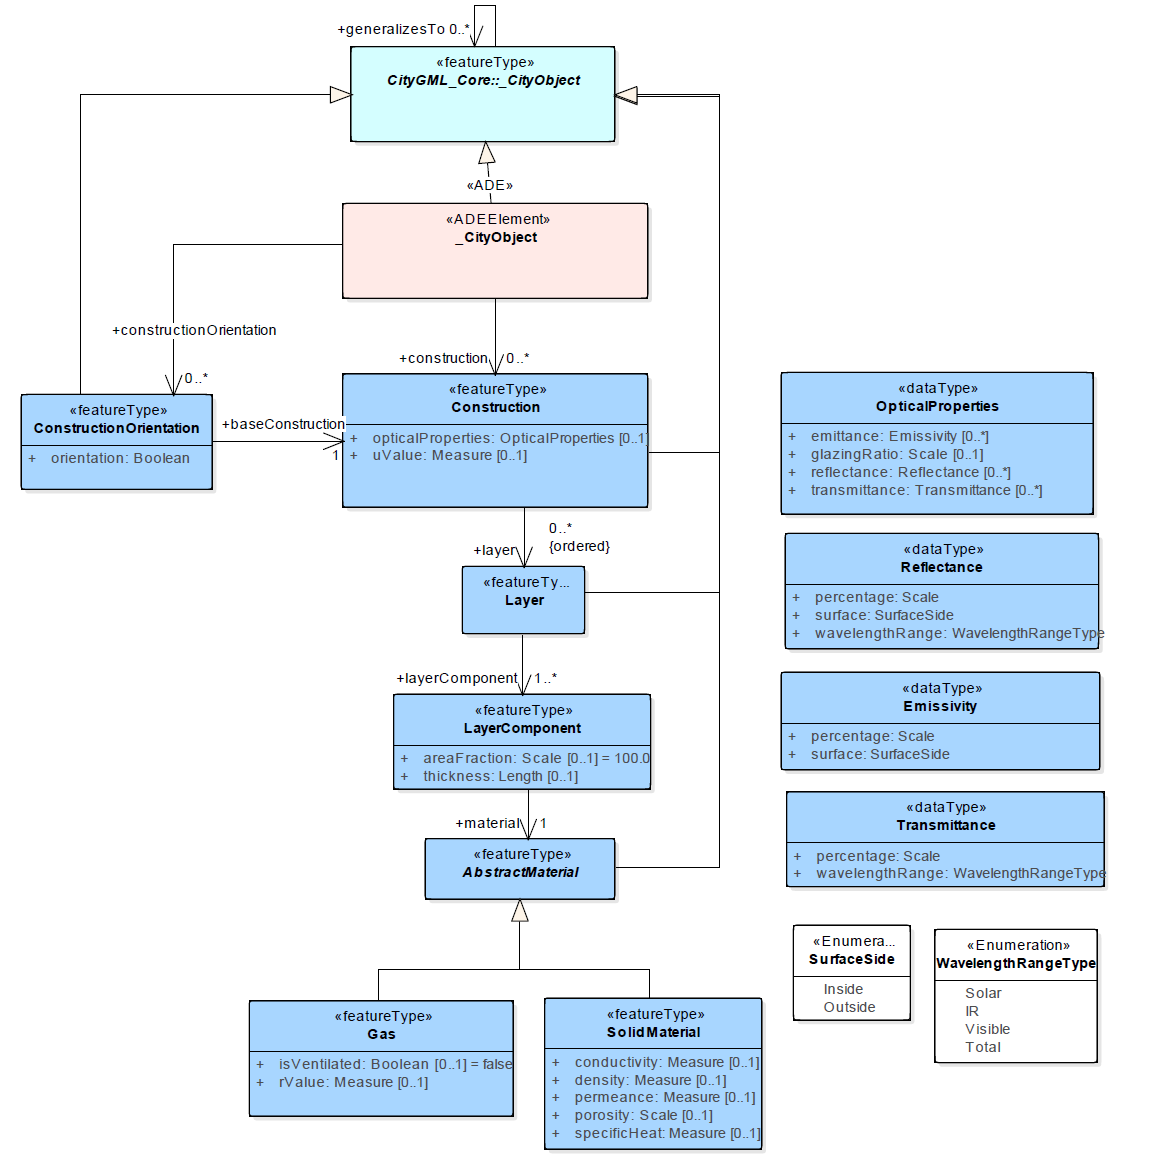 +generalizesTo 0..*
«featureType»
CityGML_Core::_CityObject
«ADE»
«ADEElement»
_CityObject
+constructionOrientation
0..*
+construction
0..*
«featureType»
ConstructionOrientation
+ orientation: Boolean
+baseConstruction
1
«featureType»
Construction
+ opticalProperties: OpticalProperties [0..1]
+ uValue: Measure [0..1]
+layer
0..*
{ordered}
«featureTy...
Layer
+layerComponent
1..*
«featureType»
LayerComponent
+ areaFraction: Scale [0..1] = 100.0
+ thickness: Length [0..1]
+material
1
«featureType»
AbstractMaterial
«featureType»
Gas
+ isVentilated: Boolean [0..1] = false
+ rValue: Measure [0..1]
«featureType»
SolidMaterial
+ conductivity: Measure [0..1]
+ density: Measure [0..1]
+ permeance: Measure [0..1]
+ porosity: Scale [0..1]
+ specificHeat: Measure [0..1]
«dataType»
OpticalProperties
+ emittance: Emissivity [0..*]
+ glazingRatio: Scale [0..1]
+ reflectance: Reflectance [0..*]
+ transmittance: Transmittance [0..*]
«dataType»
Reflectance
+ percentage: Scale
+ surface: SurfaceSide
+ wavelengthRange: WavelengthRangeType
«dataType»
Emissivity
+ percentage: Scale
+ surface: SurfaceSide
«dataType»
Transmittance
+ percentage: Scale
+ wavelengthRange: WavelengthRangeType
«Enumera...
SurfaceSide
Inside
Outside
«Enumeration»
WavelengthRangeType
Solar
IR
Visible
Total